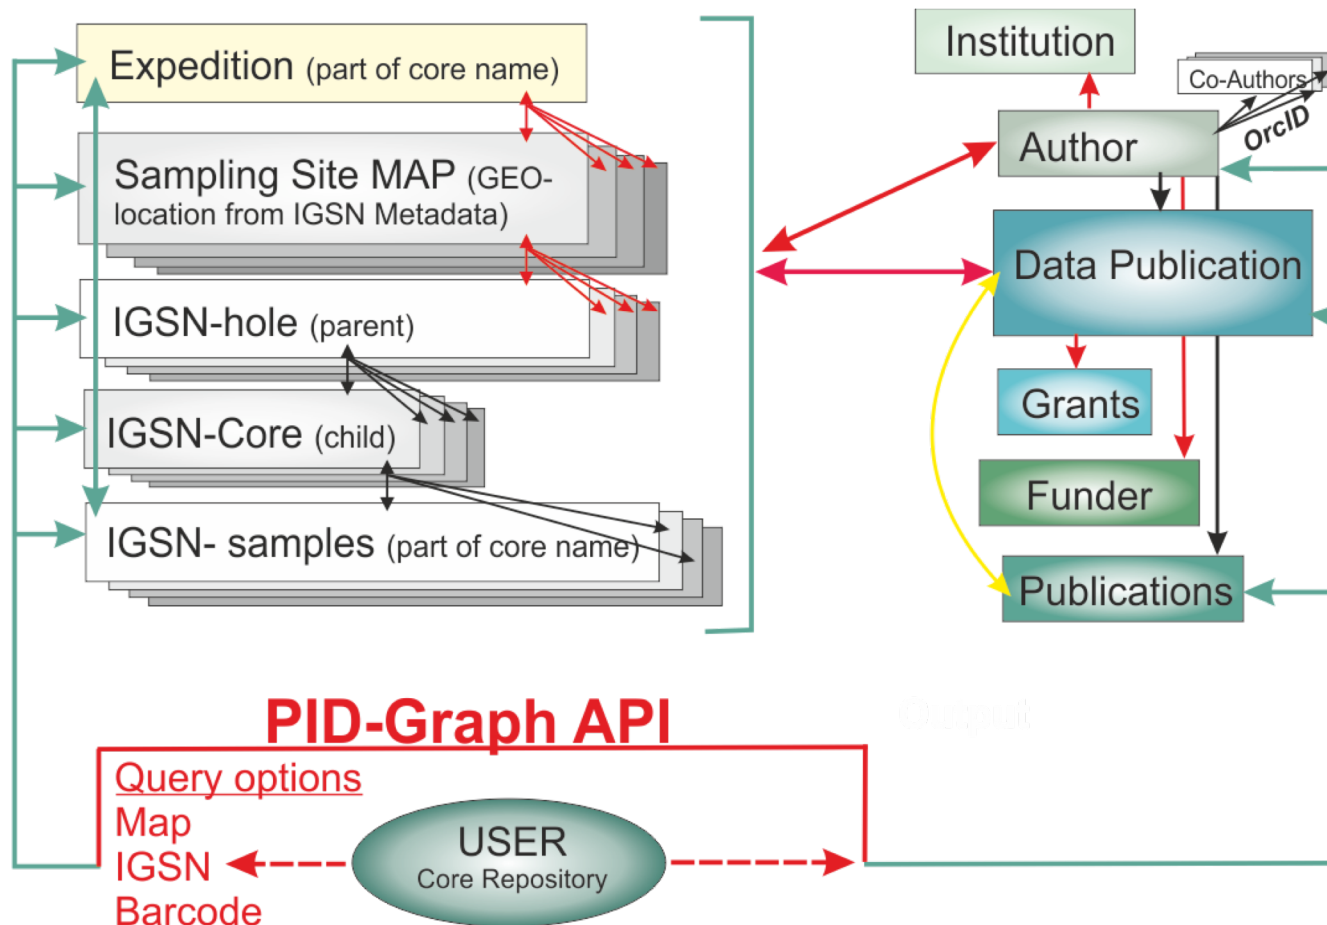 Expedition (part of core name)
Sampling Site MAP (GEO-
location from IGSN Metadata)
IGSN-hole (parent)
IGSN-Core (child)
IGSN- samples (part of core name)
Institution
Co-Authors
OrcID
Author
Data Publication
Grants
Funder
Publications
PID-Graph API
Output
Query options
Map
IGSN
Barcode
USER
Core Repository